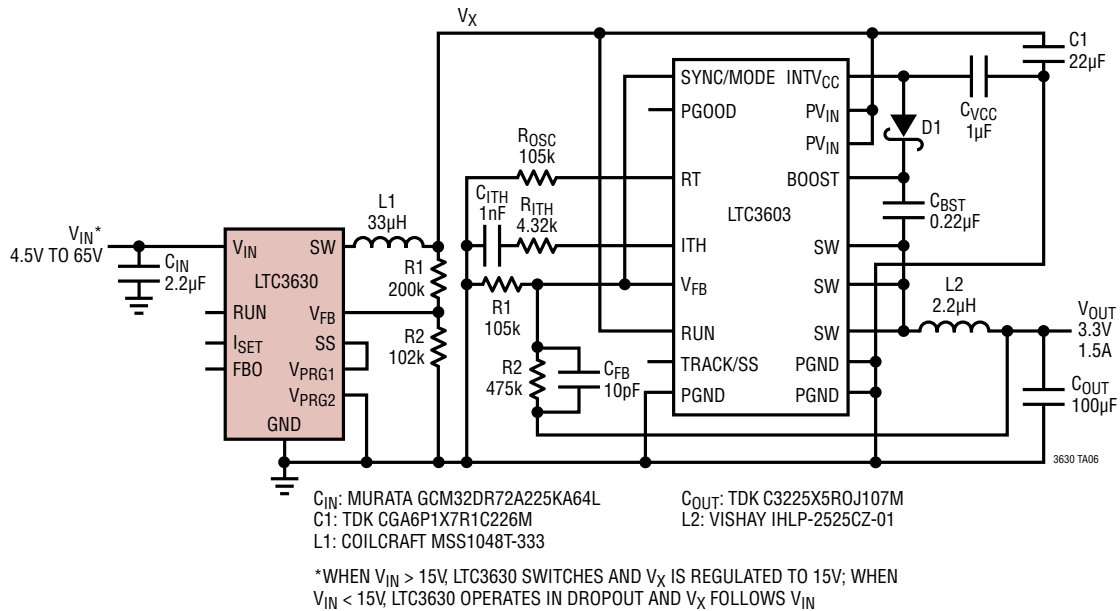 VX
C1
22µF
SYNC/MODE
INTVCC
PGOOD
PVIN
CVCC
1µF
D1
ROSC
105k
PVIN
RT
BOOST
CITH
1nF
RITH
4.32k
LTC3603
CBST
0.22µF
L1
33µH
VIN*
4.5V TO 65V
VIN
SW
ITH
SW
CIN
2.2µF
LTC3630
R1
200k
R1
105k
VFB
SW
L2
2.2µH
RUN
VFB
RUN
SW
VOUT
3.3V
1.5A
ISET
SS
R2
102k
R2
475k
CFB
10pF
TRACK/SS
PGND
FBO
VPRG1
PGND
PGND
COUT
100µF
VPRG2
GND
3630 TA06
CIN: MURATA GCM32DR72A225KA64L
C1: TDK CGA6P1X7R1C226M
L1: COILCRAFT MSS1048T-333
COUT: TDK C3225X5ROJ107M
L2: VISHAY IHLP-2525CZ-01
*WHEN VIN > 15V, LTC3630 SWITCHES AND VX IS REGULATED TO 15V; WHEN
VIN < 15V, LTC3630 OPERATES IN DROPOUT AND VX FOLLOWS VIN